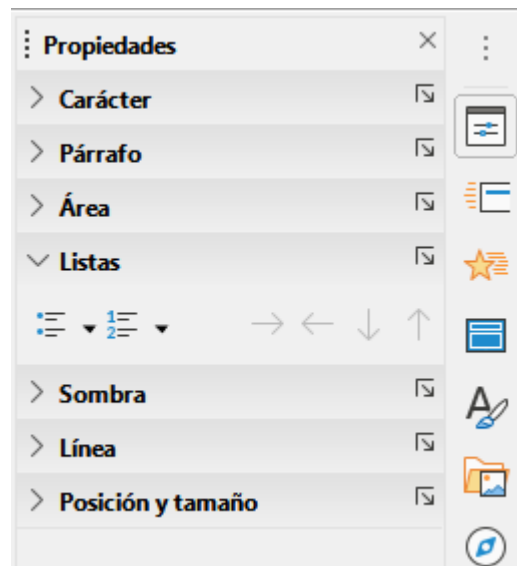 Propiedades
Carácter
Párrafo
Área
Listas
Sombra
Línea
Posición y tamaño